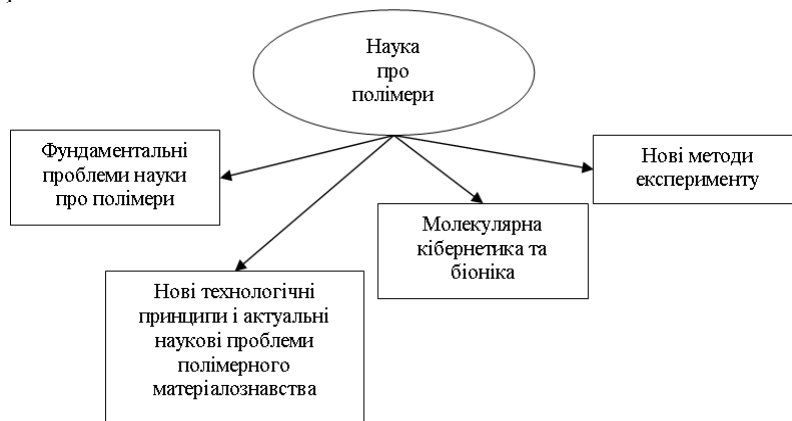 Наука
про
полімери
Фундаментальні
проблеми науки
про полімери
Нові технологічні
принципи і актуальні
наукові проблеми
полімерного
матеріалознавства
Молекулярна
кібернетика та
біоніка
Нові методи
експерименту